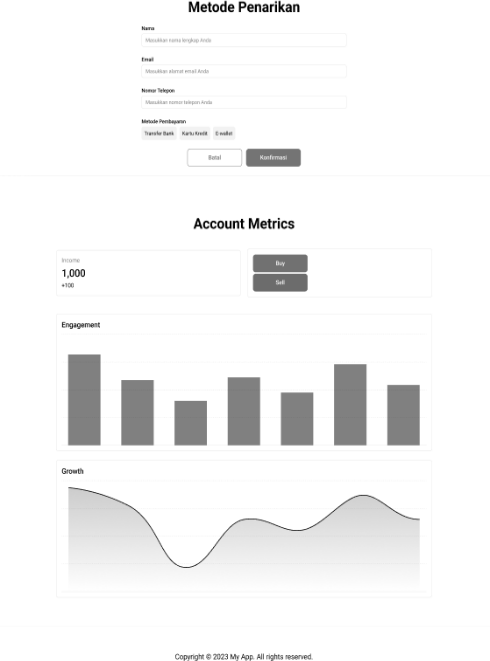 Metode Penarikan
Nama
Masukkan nama lengkap Anda
Email
Masukkan alamat email Anda
Nomor Telepon
Masukkan nomor telepon Anda
Metode Pembayaran
Transfer Bank Kartu Kredit E-wallet
Batal Konfirmasi
Account Metrics
Income
1,000
+100
Buy
Sell
Engagement
Growth
Copyright © 2023 My App. All rights reserved.